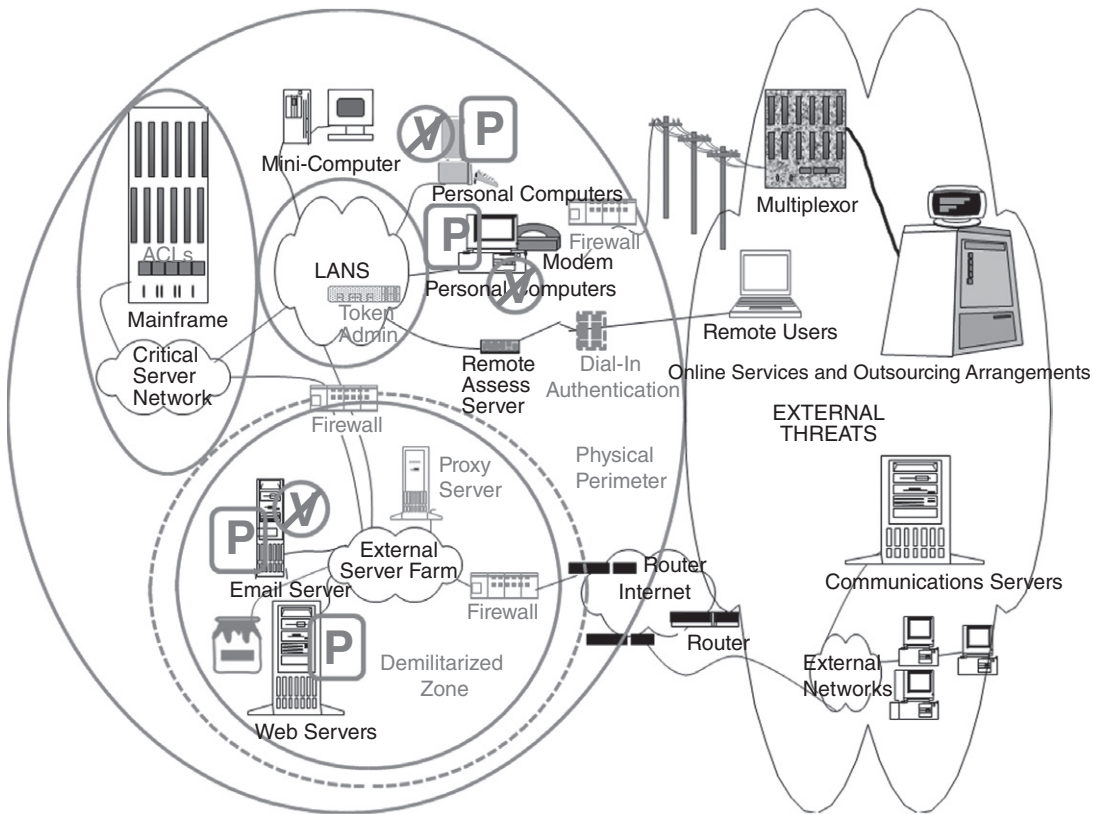 Mini-Computer
V
P
Personal Computers
Multiplexor
Firewall
P
Modem
V
Personal Computers
ACLs
LANS
Token
Admin
Mainframe
Remote Users
Critical
Server
Network
Remote
Assess
Server
Dial-In
Authentication
Online Services and Outsourcing Arrangements
EXTERNAL
THREATS
Firewall
Physical
Perimeter
Proxy
Server
V
P
External
Server Farm
Email Server
Firewall
Router
Internet
Communications Servers
P
Router
Demilitarized
Zone
External
Networks
Web Servers